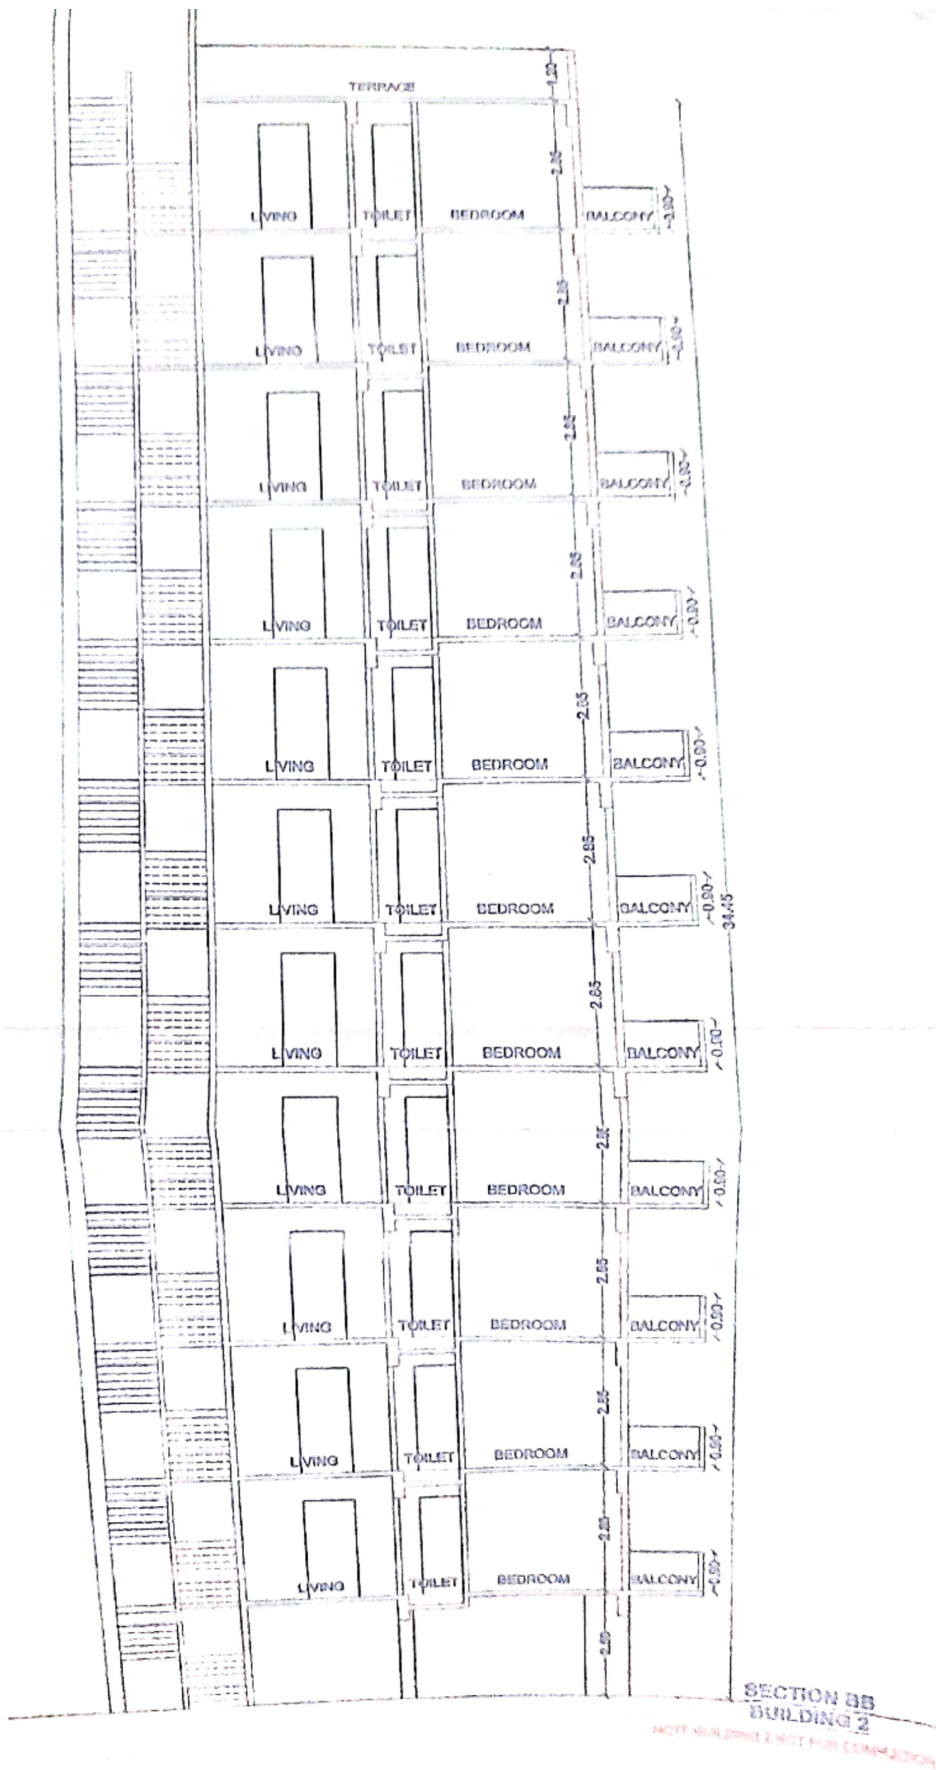 1.20
TERRACE
2.85
LIVING TOILET BEDROOM BALCONY 0.90
2.85
LIVING TOILET BEDROOM BALCONY 0.90
2.85
LIVING TOILET BEDROOM BALCONY 0.90
2.85
LIVING TOILET BEDROOM BALCONY 0.90
2.85
LIVING TOILET BEDROOM BALCONY 0.90
2.85
LIVING TOILET BEDROOM BALCONY 0.90
34.45
2.85
LIVING TOILET BEDROOM BALCONY 0.90
2.85
LIVING TOILET BEDROOM BALCONY 0.90
2.85
LIVING TOILET BEDROOM BALCONY 0.90
2.85
LIVING TOILET BEDROOM BALCONY 0.90
2.85
LIVING TOILET BEDROOM BALCONY 0.90
SECTION BB
BUILDING 2
NOTE-BUILDING 2 NOT FOR COMPLETION